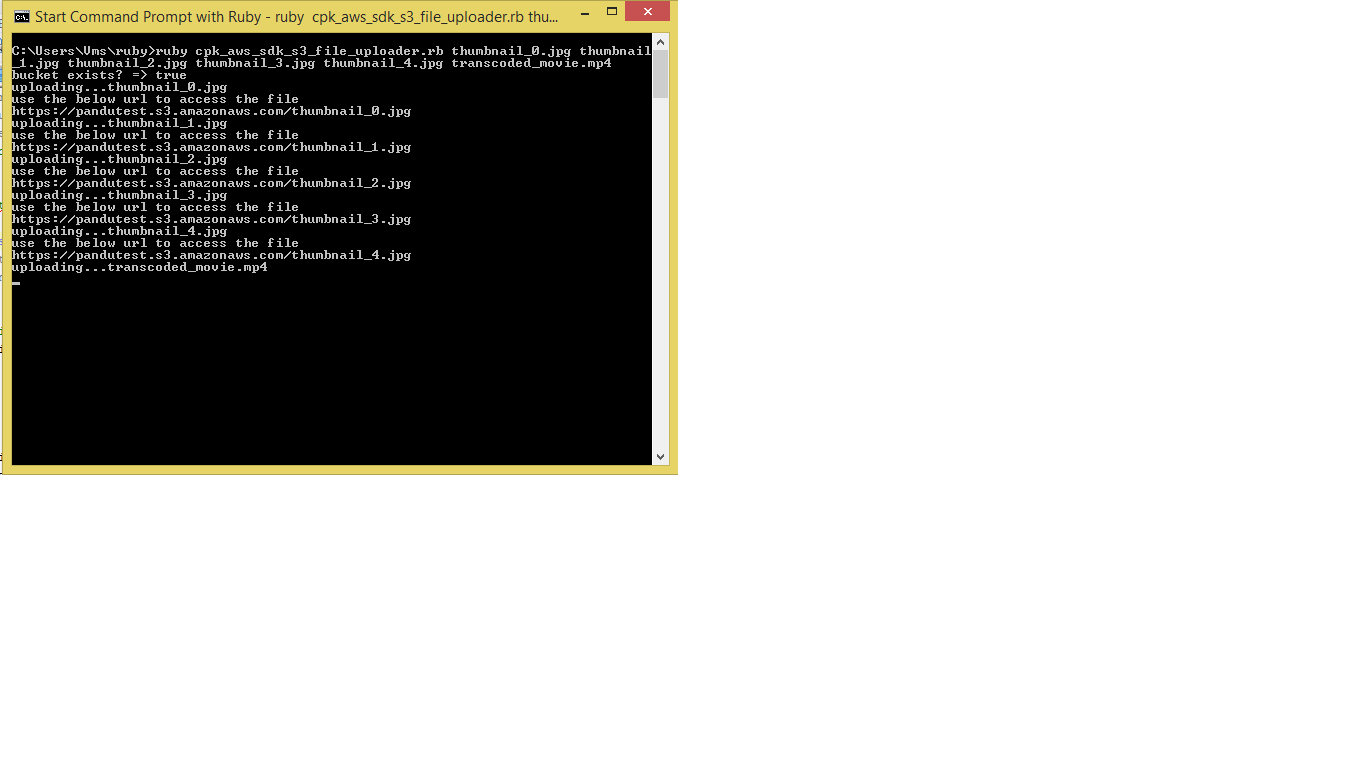 Start Command Prompt with Ruby - ruby  cpk_aws_sdk_s3_file_uploader.rb thu...
C:\Users\Vms\ruby>ruby cpk_aws_sdk_s3_file_uploader.rb thumbnail_0.jpg thumbnail
_1.jpg thumbnail_2.jpg thumbnail_3.jpg thumbnail_4.jpg transcoded_movie.mp4
bucket exists? => true
uploading...thumbnail_0.jpg
use the below url to access the file
https://pandutest.s3.amazonaws.com/thumbnail_0.jpg
uploading...thumbnail_1.jpg
use the below url to access the file
https://pandutest.s3.amazonaws.com/thumbnail_1.jpg
uploading...thumbnail_2.jpg
use the below url to access the file
https://pandutest.s3.amazonaws.com/thumbnail_2.jpg
uploading...thumbnail_3.jpg
use the below url to access the file
https://pandutest.s3.amazonaws.com/thumbnail_3.jpg
uploading...thumbnail_4.jpg
use the below url to access the file
https://pandutest.s3.amazonaws.com/thumbnail_4.jpg
uploading...transcoded_movie.mp4